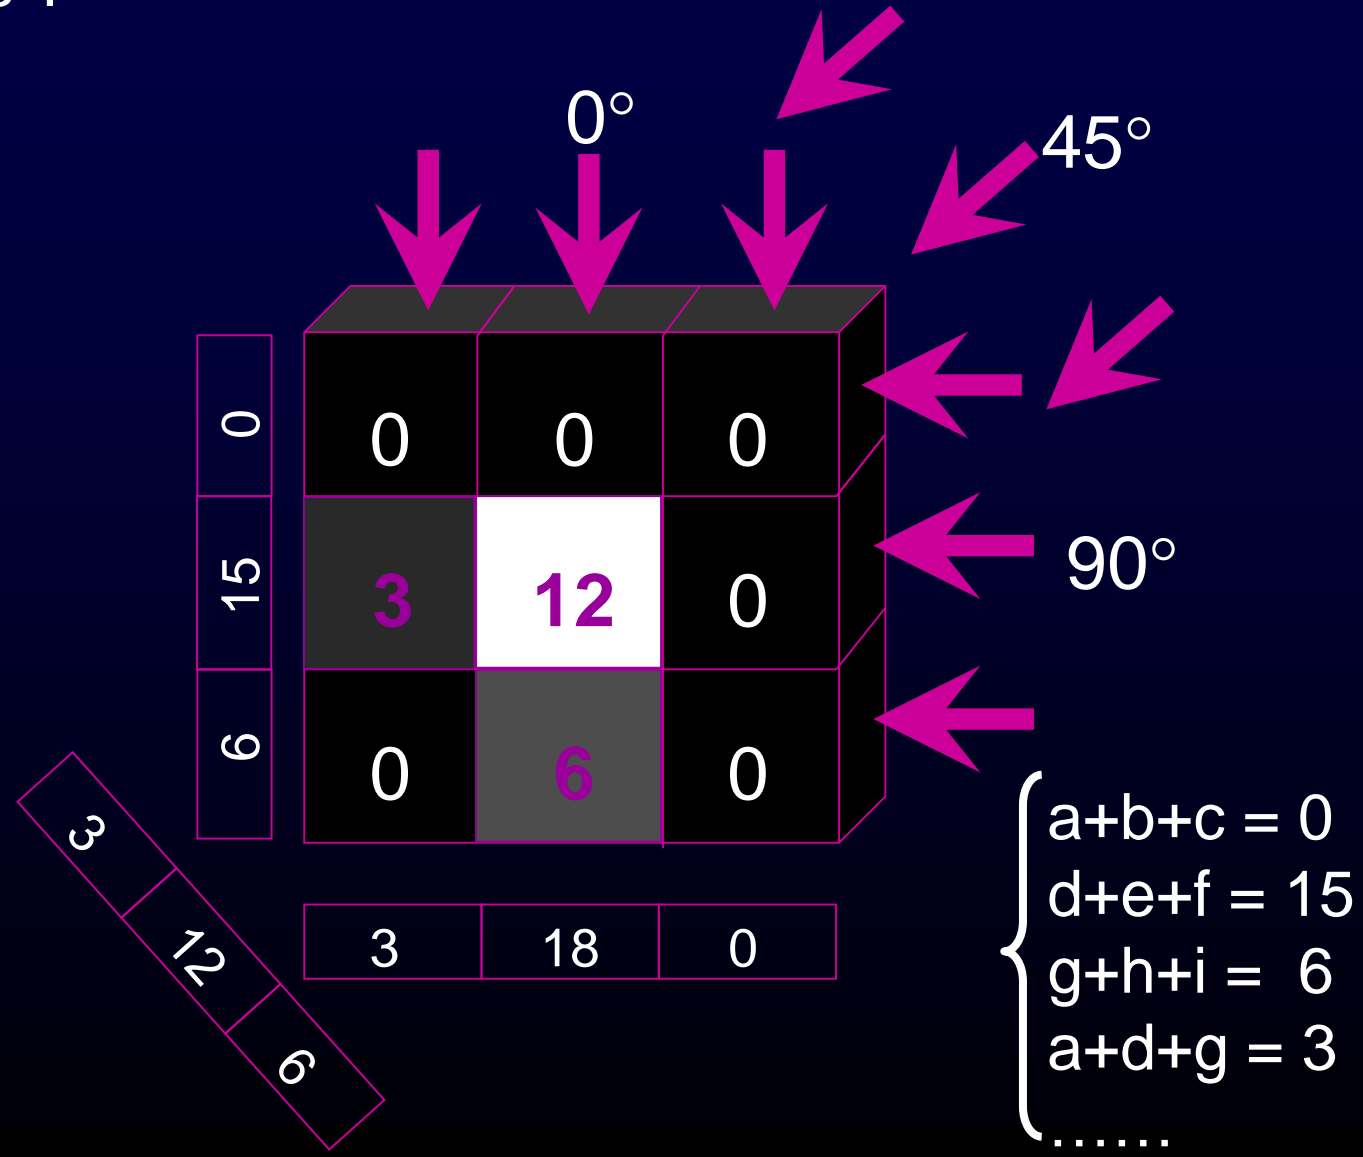 0°
45°
0 0 0 0
15 3 12 0 90°
6 0 6 0
3 12 6
3 18 0
a+b+c = 0
d+e+f = 15
g+h+i = 6
a+d+g = 3
......